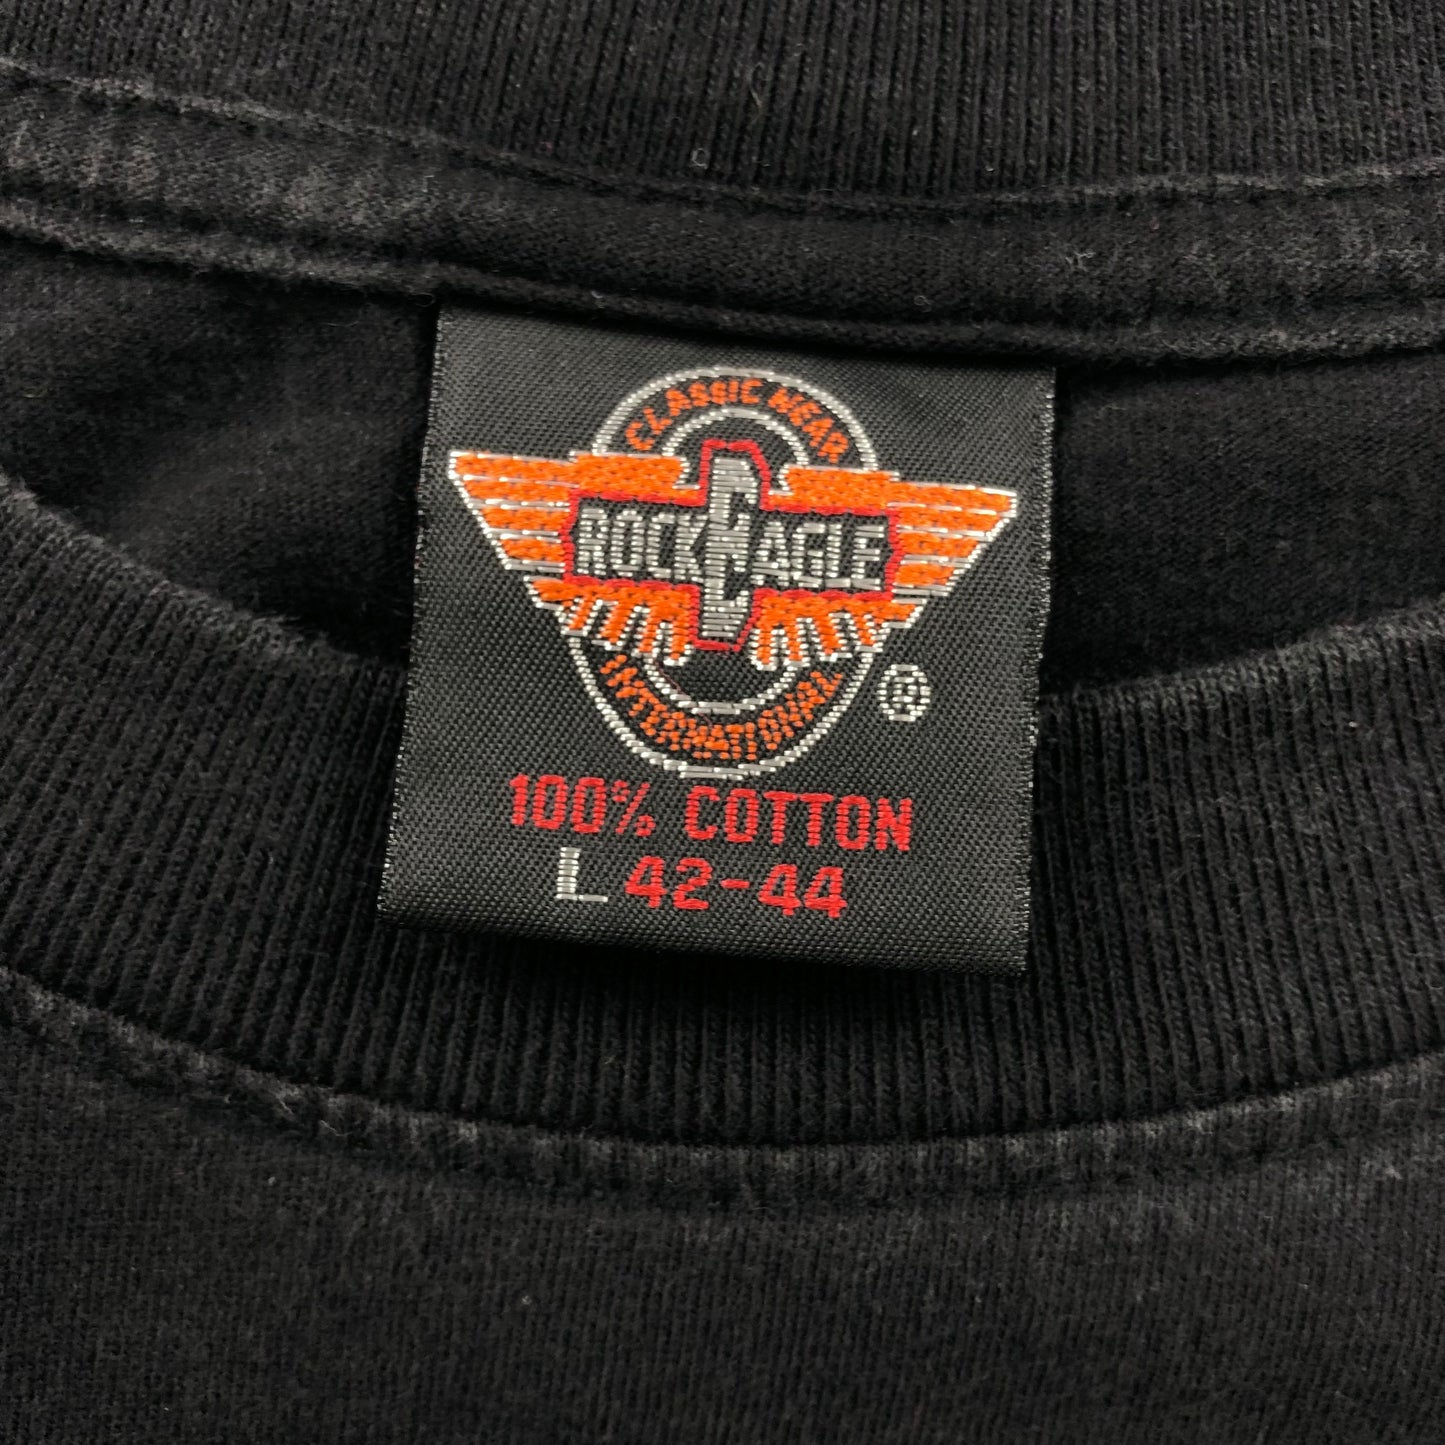 CLASSIC WEAR
ROCK EAGLE
INTERNATIONAL
®
100% COTTON
L 42-44